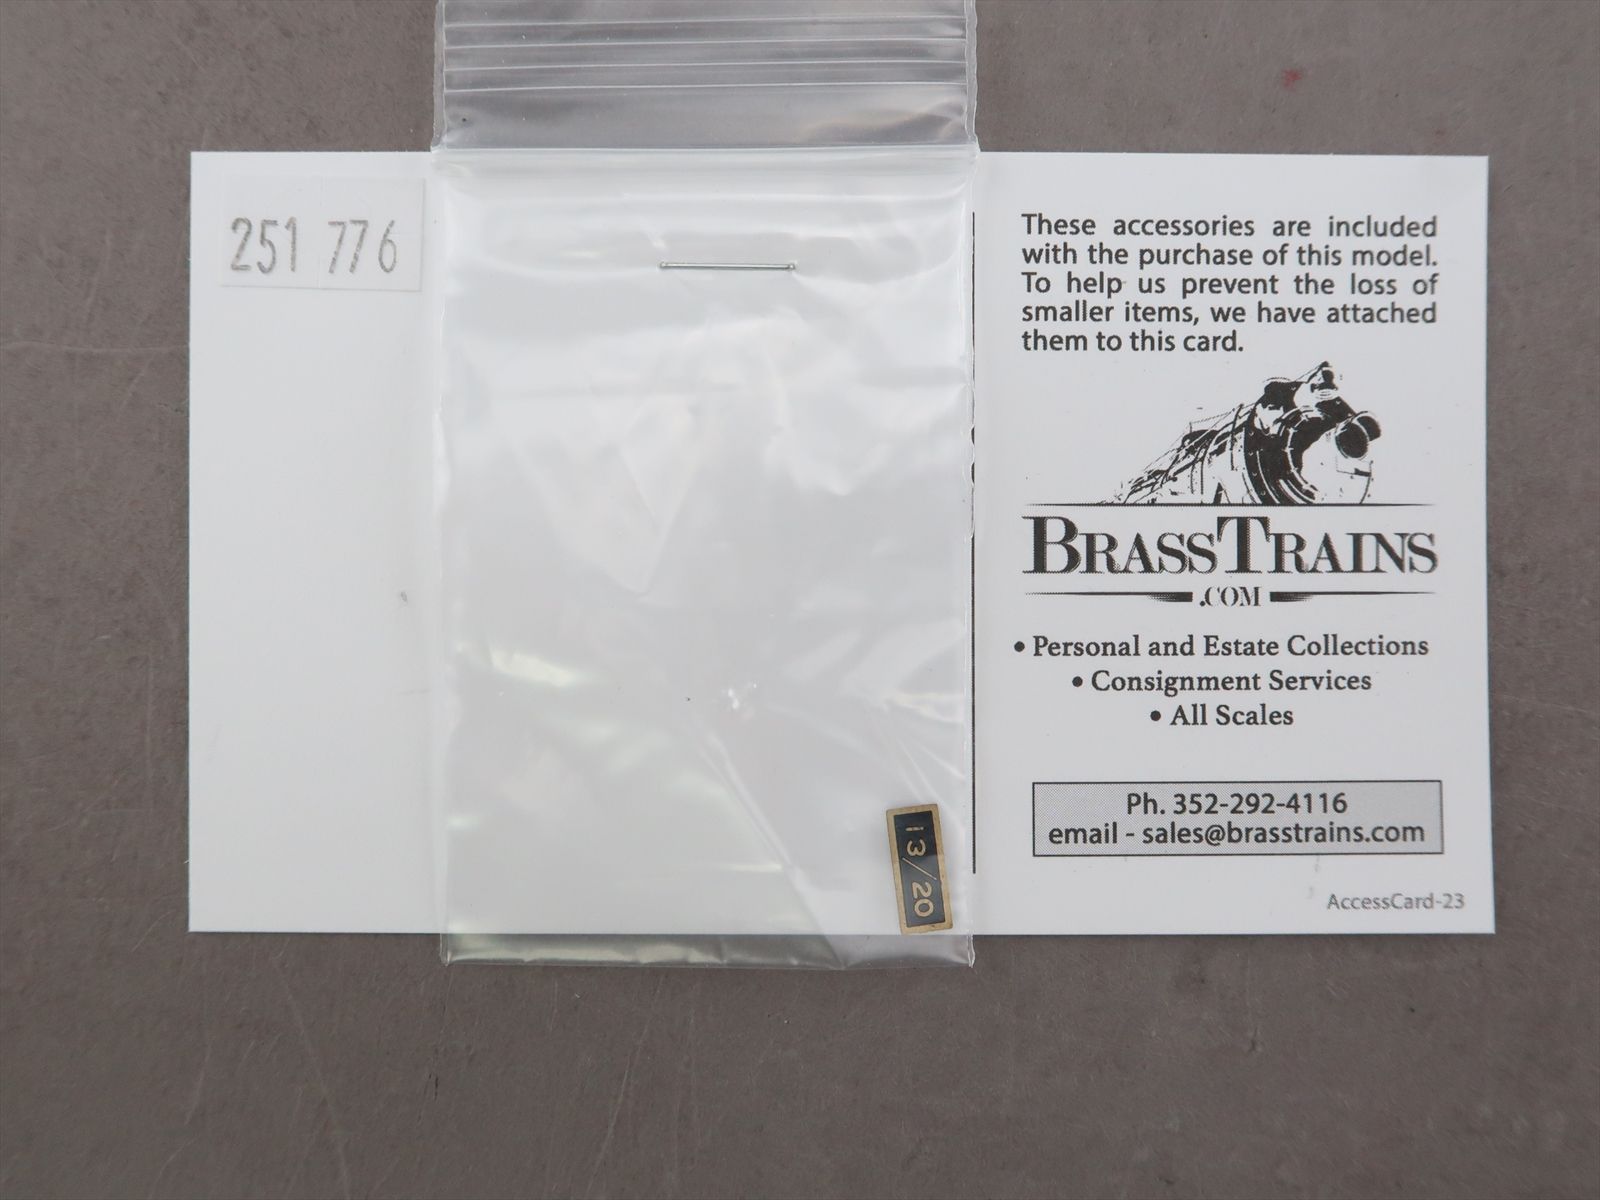 251 776
These accessories are included
with the purchase of this model.
To help us prevent the loss of
smaller items, we have attached
them to this card.
BRASSTRAINS
.COM
• Personal and Estate Collections
• Consignment Services
• All Scales
Ph. 352-292-4116
email - sales@brasstrains.com
AccessCard-23
13/20